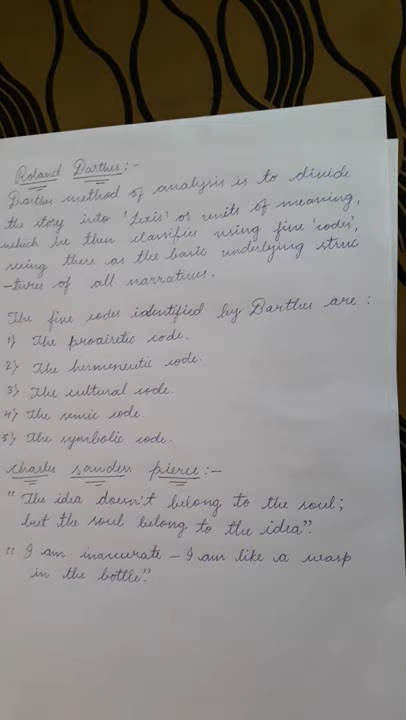 Roland Barthes:-
Barthes method of analysis is to divide
the story into 'Lexis' or units of meaning,
which he then classifies using five 'codes',
seeing there as the basic underlying struc
-tures of all narratives.
The five codes identified by Barthes are :
1) The proairetic code.
2) The hermeneutic code.
3) The cultural code.
4) The semic code.
5) The symbolic code.
Charles Sanders pierce:-
"The idea doesn't belong to the soul;
but the soul belong to the idea".
"I am inaccurate - I am like a wasp
in the bottle."